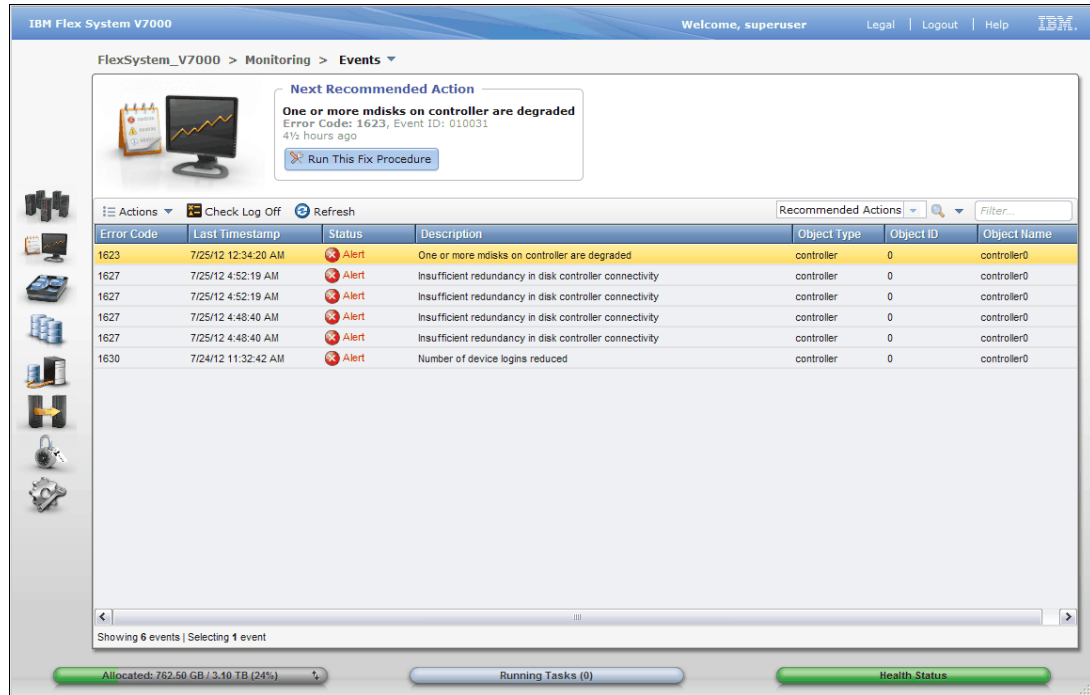 IBM Flex System V7000 Welcome, superuser Legal | Logout | Help IBM.
FlexSystem_V7000 > Monitoring > Events
Next Recommended Action
One or more mdisks on controller are degraded
Error Code: 1623, Event ID: 010031
4½ hours ago
Run This Fix Procedure
Actions Check Log Off Refresh Recommended Actions Filter...
Error Code Last Timestamp Status Description Object Type Object ID Object Name
1623 7/25/12 12:34:20 AM Alert One or more mdisks on controller are degraded controller 0 controller0
1627 7/25/12 4:52:19 AM Alert Insufficient redundancy in disk controller connectivity controller 0 controller0
1627 7/25/12 4:52:19 AM Alert Insufficient redundancy in disk controller connectivity controller 0 controller0
1627 7/25/12 4:48:40 AM Alert Insufficient redundancy in disk controller connectivity controller 0 controller0
1627 7/25/12 4:48:40 AM Alert Insufficient redundancy in disk controller connectivity controller 0 controller0
1630 7/24/12 11:32:42 AM Alert Number of device logins reduced controller 0 controller0
Showing 6 events | Selecting 1 event
Allocated: 762.50 GB / 3.10 TB (24%) Running Tasks (0) Health Status